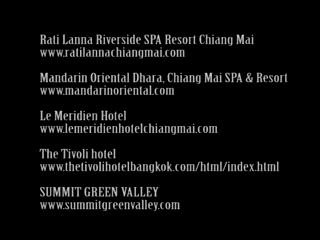 Rati Lanna Riverside SPA Resort Chiang Mai
www.ratilannachiangmai.com
Mandarin Oriental Dhara, Chiang Mai SPA & Resort
www.mandarinoriental.com
Le Meridien Hotel
www.lemeridienhotelchiangmai.com
The Tivoli hotel
www.thetivolihotelbangkok.com/html/index.html
SUMMIT GREEN VALLEY
www.summitgreenvalley.com